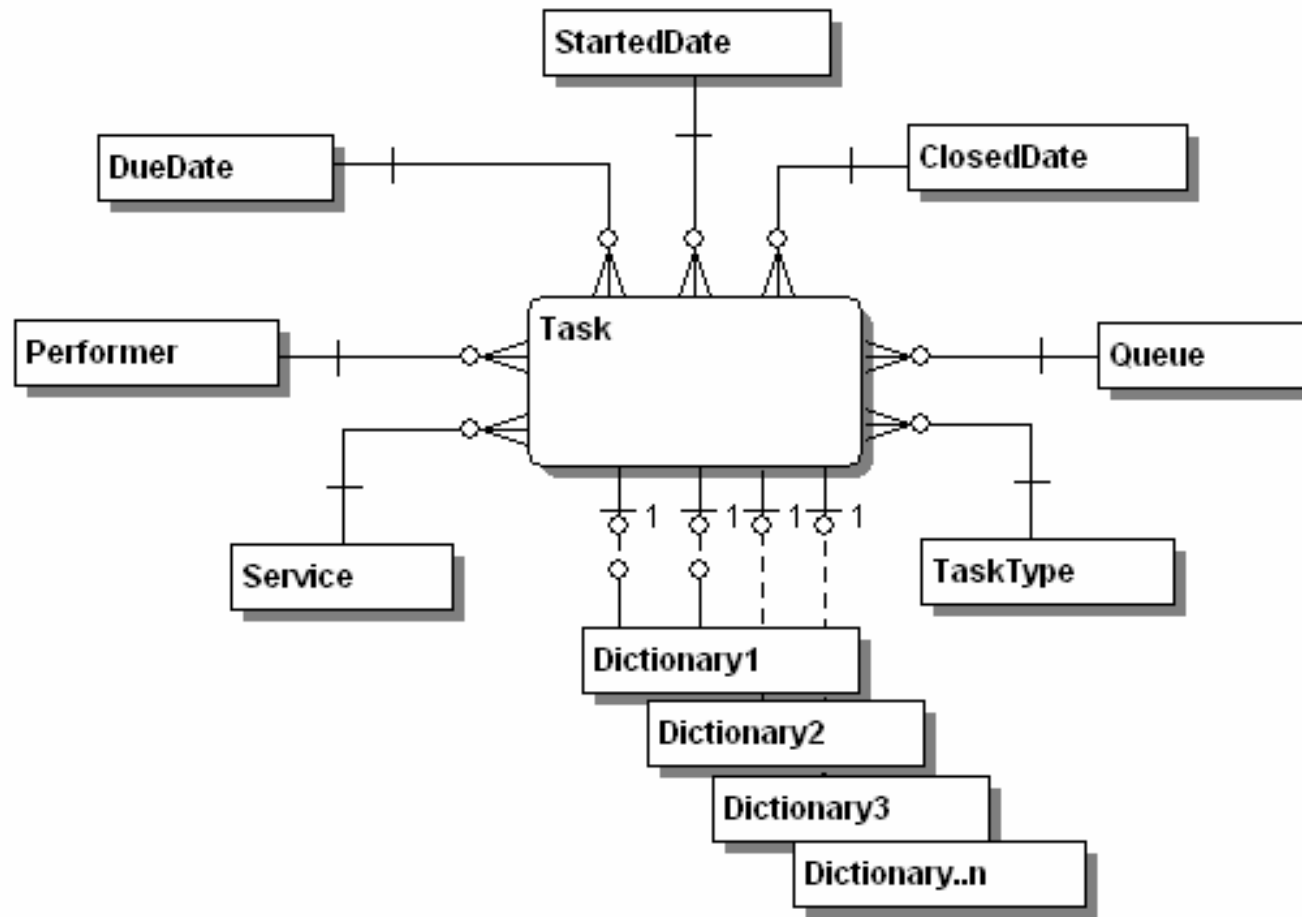 StartedDate
DueDate
ClosedDate
Task
Performer
Queue
1
1
1
1
Service
TaskType
Dictionary1
Dictionary2
Dictionary3
Dictionary..n